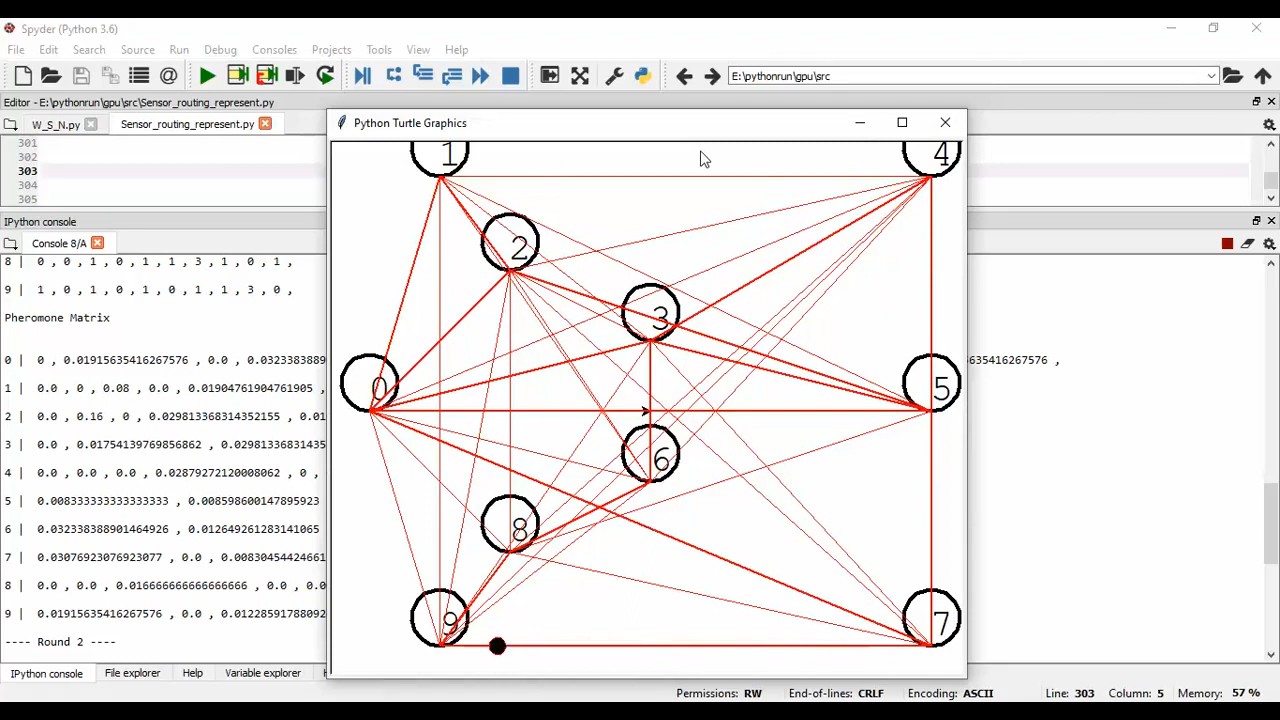 Spyder (Python 3.6)
File Edit Search Source Run Debug Consoles Projects Tools View Help
E:\pythonrun\gpu\src
Editor - E:\pythonrun\gpu\src\Sensor_routing_represent.py
W_S_N.py Sensor_routing_represent.py
Python Turtle Graphics
301
302
303
304
305
IPython console
Console 8/A
8 | 0 , 0 , 1 , 0 , 1 , 1 , 3 , 1 , 0 , 1 ,
9 | 1 , 0 , 1 , 0 , 1 , 0 , 1 , 1 , 3 , 0 ,
Pheromone Matrix
0 | 0 , 0.01915635416267576 , 0.0 , 0.0323383889 635416267576 ,
1 | 0.0 , 0 , 0.08 , 0.0 , 0.01904761904761905 ,
2 | 0.0 , 0.16 , 0 , 0.029813368314352155 , 0.01
3 | 0.0 , 0.01754139769856862 , 0.02981336831435
4 | 0.0 , 0.0 , 0.0 , 0.02879272120008062 , 0 ,
5 | 0.008333333333333333 , 0.008598600147895923
6 | 0.032338388901464926 , 0.012649261283141065
7 | 0.03076923076923077 , 0.0 , 0.00830454424661
8 | 0.0 , 0.0 , 0.016666666666666666 , 0.0 , 0.0
9 | 0.01915635416267576 , 0.0 , 0.01228591788092
---- Round 2 ----
1
4
2
3
0
5
6
8
9
7
IPython console File explorer Help Variable explorer
Permissions: RW End-of-lines: CRLF Encoding: ASCII Line: 303 Column: 5 Memory: 57 %